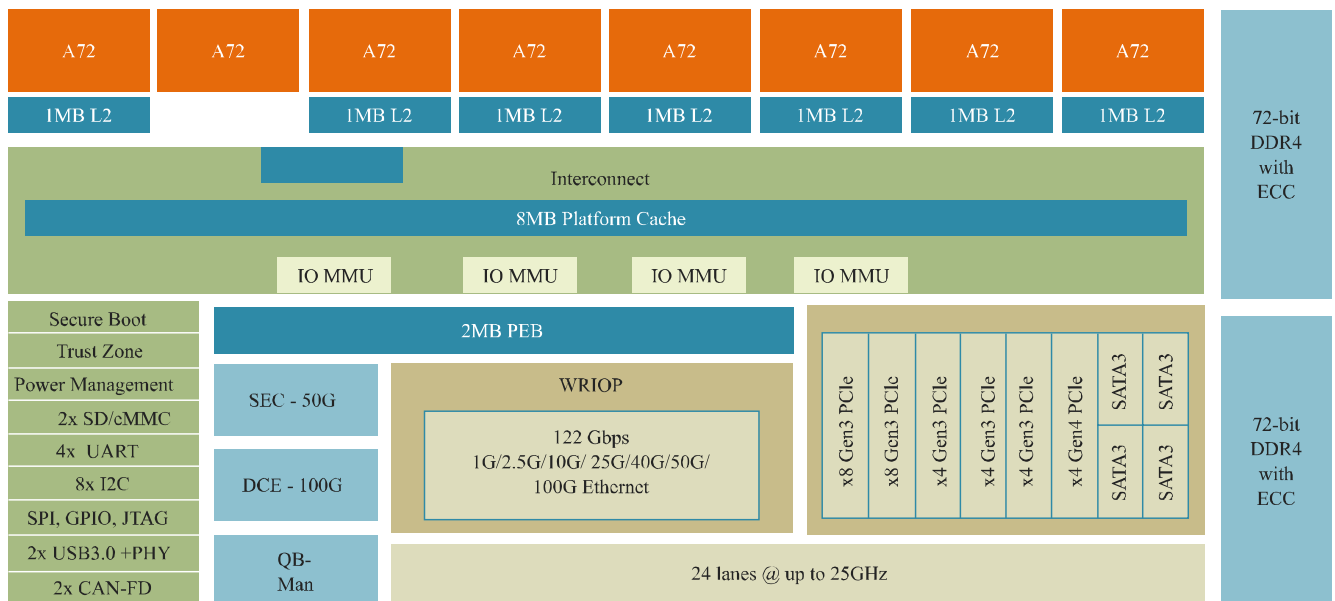 A72 A72 A72 A72 A72 A72 A72 A72
1MB L2 1MB L2 1MB L2 1MB L2 1MB L2 1MB L2 1MB L2
72-bit
DDR4
with
ECC
Interconnect
8MB Platform Cache
IO MMU IO MMU IO MMU IO MMU
Secure Boot
Trust Zone
Power Management
2x SD/eMMC
4x UART
8x I2C
SPI, GPIO, JTAG
2x USB3.0 +PHY
2x CAN-FD
2MB PEB
SEC - 50G
DCE - 100G
QB-
Man
WRIOP
122 Gbps
1G/2.5G/10G/ 25G/40G/50G/
100G Ethernet
x8 Gen3 PCIe
x8 Gen3 PCIe
x4 Gen3 PCIe
x4 Gen3 PCIe
x4 Gen3 PCIe
x4 Gen4 PCIe
SATA3
SATA3
SATA3
SATA3
24 lanes @ up to 25GHz
72-bit
DDR4
with
ECC